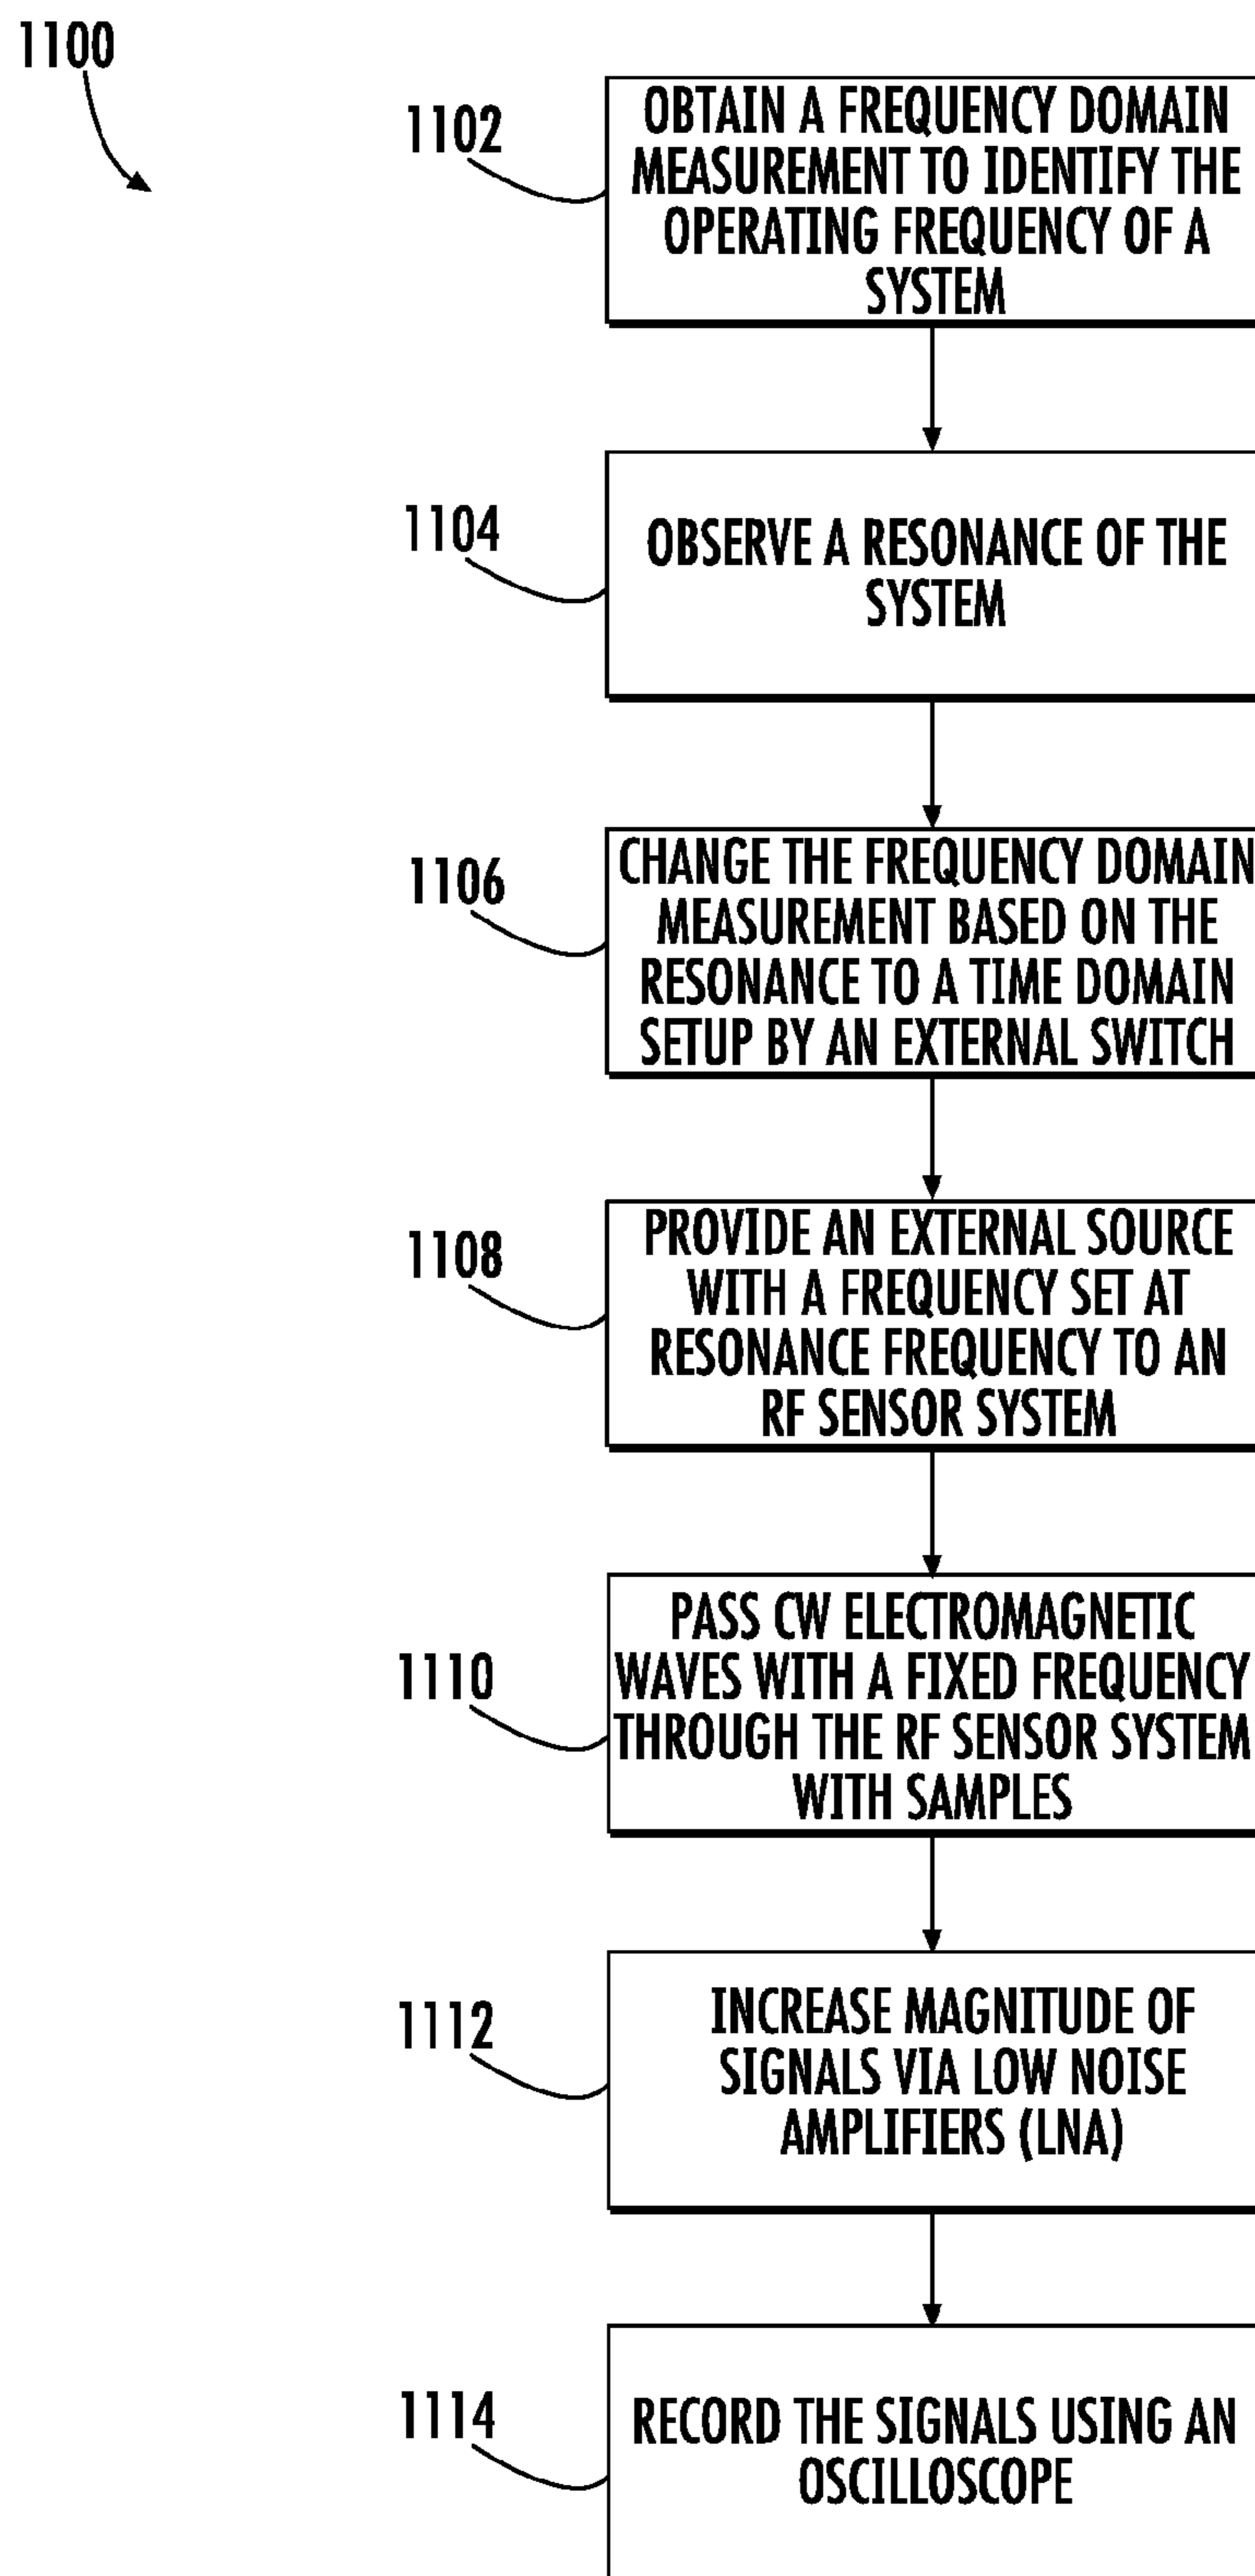 1100
1102
OBTAIN A FREQUENCY DOMAIN
MEASUREMENT TO IDENTIFY THE
OPERATING FREQUENCY OF A
SYSTEM
1104
OBSERVE A RESONANCE OF THE
SYSTEM
1106
CHANGE THE FREQUENCY DOMAIN
MEASUREMENT BASED ON THE
RESONANCE TO A TIME DOMAIN
SETUP BY AN EXTERNAL SWITCH
1108
PROVIDE AN EXTERNAL SOURCE
WITH A FREQUENCY SET AT
RESONANCE FREQUENCY TO AN
RF SENSOR SYSTEM
1110
PASS CW ELECTROMAGNETIC
WAVES WITH A FIXED FREQUENCY
THROUGH THE RF SENSOR SYSTEM
WITH SAMPLES
1112
INCREASE MAGNITUDE OF
SIGNALS VIA LOW NOISE
AMPLIFIERS (LNA)
1114
RECORD THE SIGNALS USING AN
OSCILLOSCOPE